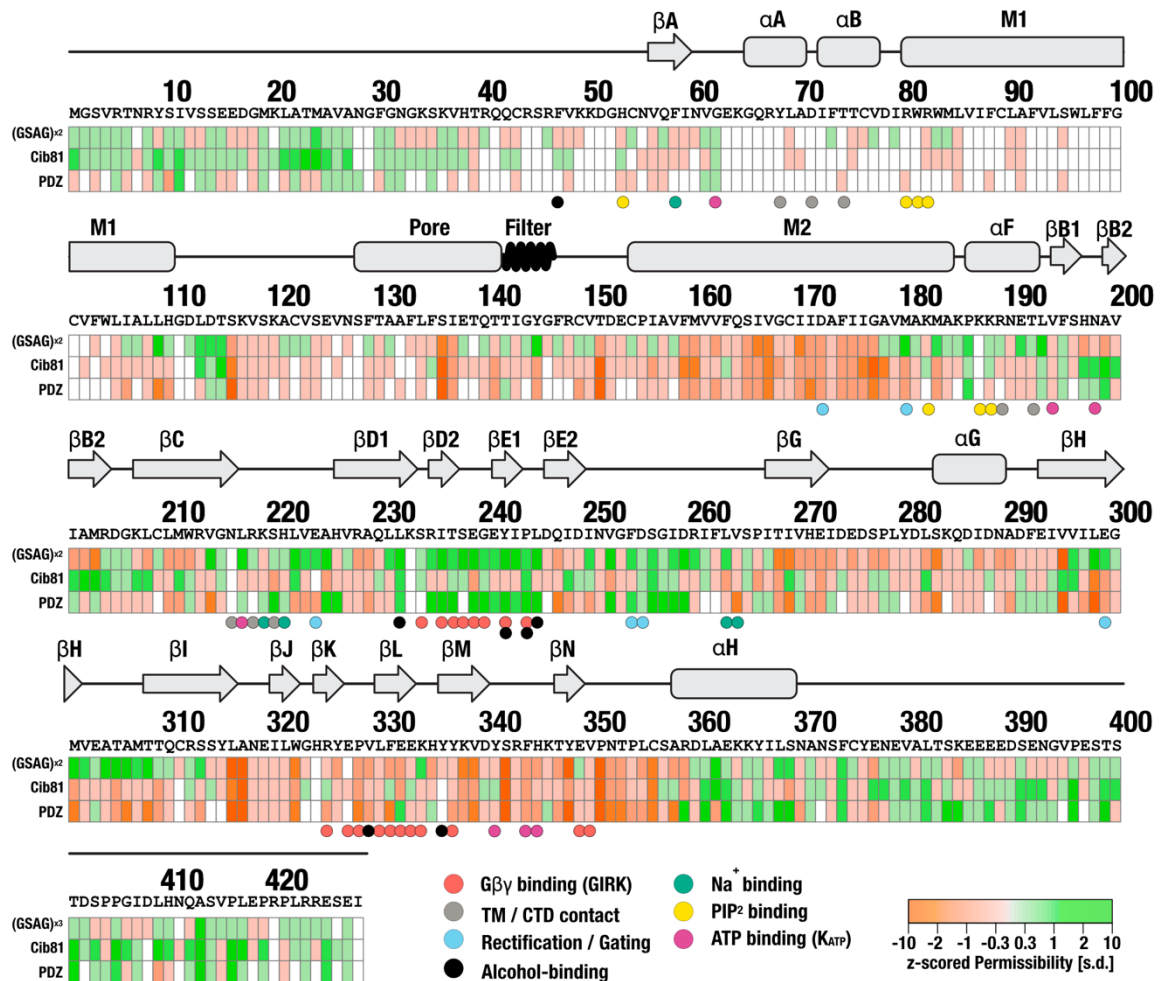 βA αA αB M1
10 20 30 40 50 60 70 80 90 100
MGSVRTNRYSIVSSEEDGMKLATMAVANGFGNGKSKVHTRQQCRSRFVKKDGHCNVQFINVGEKGQRYLADIFTTCVDIRWRWMLVIFCLAFVLSWLFFG
(GSAG)x2
Cib81
PDZ
M1 Pore Filter M2 αF βB1 βB2
110 120 130 140 150 160 170 180 190 200
CVFWLIALLHGDLDTSKVSKACVSEVNSFTAAFLFSIETQTTIGYGFRCVTDECPIAVFMVVFQSIVGCIIDAFIIGAVMAKMAKPKKRNETLVFSHNAV
(GSAG)x2
Cib81
PDZ
βB2 βC βD1 βD2 βE1 βE2 βG αG βH
210 220 230 240 250 260 270 280 290 300
IAMRDGKLCLMWRVGNLRKSHLVEAHVRAQLLKSRITSEGEYIPLDQIDINVGFDSGIDRIFLVSPITIVHEIDEDSPLYDLSKQDIDNADFEIVVILEG
(GSAG)x2
Cib81
PDZ
βH βI βJ βK βL βM βN αH
310 320 330 340 350 360 370 380 390 400
MVEATAMTTQCRSSYLANEILWGHRYEPVLFEEKHYYKVDYSRFHKTYEVPNTPLCSARDLAEKKYILSNANSFCYENEVALTSKEEEEDSENGVPESTS
(GSAG)x2
Cib81
PDZ
410 420
TDSPPGIDLHNQASVPLEPRPLRRESEI
(GSAG)x3
Cib81
PDZ
Gβγ binding (GIRK)
TM / CTD contact
Rectification / Gating
Alcohol-binding
Na+ binding
PIP2 binding
ATP binding (KATP)
-10 -2 -1 -0.3 0.3 1 2 10
z-scored Permissibility [s.d.]